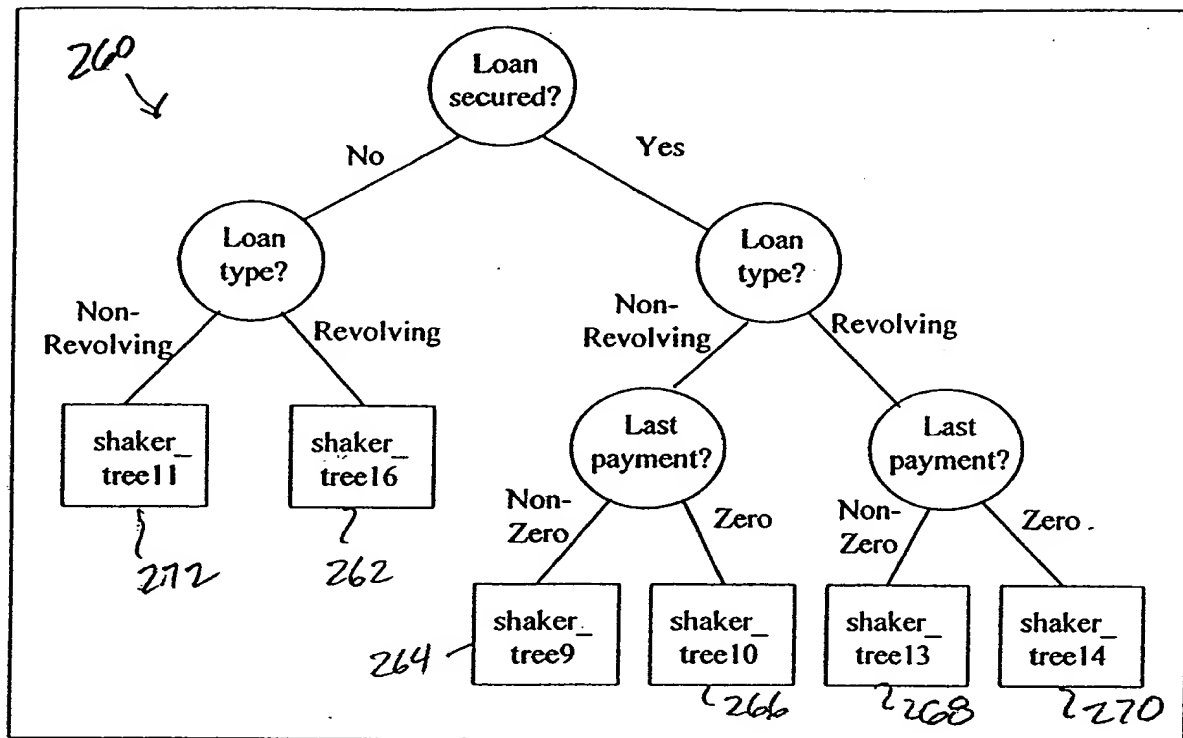 260
Loan
secured?
No
Yes
Loan
type?
Loan
type?
Non-
Revolving
Revolving
Non-
Revolving
Revolving
shaker_
tree11
shaker_
tree16
Last
payment?
Last
payment?
272
262
Non-
Zero
Zero
Non-
Zero
Zero
264
shaker_
tree9
shaker_
tree10
shaker_
tree13
shaker_
tree14
266
268
270